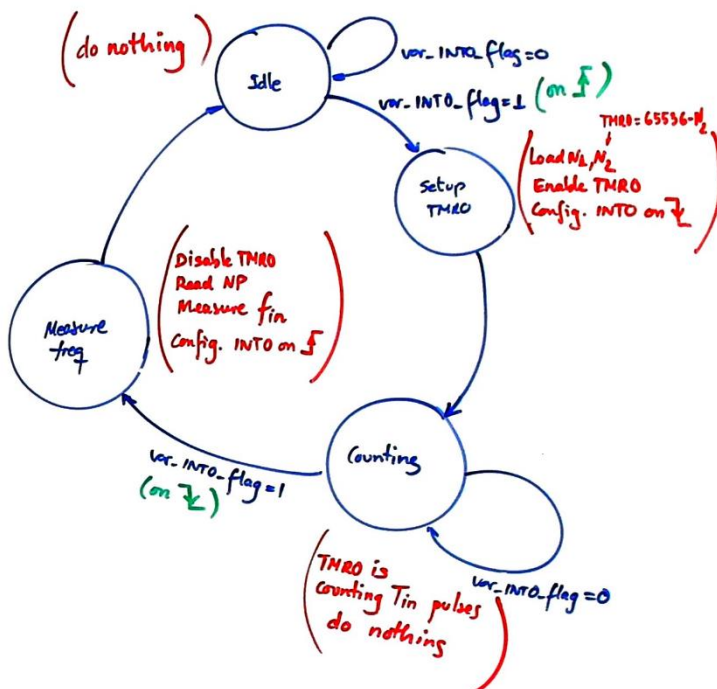 (do nothing)
Idle
var_INT0_flag=0
var_INT0_flag=1 (on ↑)
TMR0=65536-N2
Setup
TMR0
(Load N1, N2
Enable TMR0
Config. INT0 on ↓)
(Disable TMR0
Read NP
Measure fin
Config. INT0 on ↑)
Measure
freq
Counting
var_INT0_flag=1
(on ↓)
var_INT0_flag=0
(TMR0 is
Counting Tin pulses
do nothing)